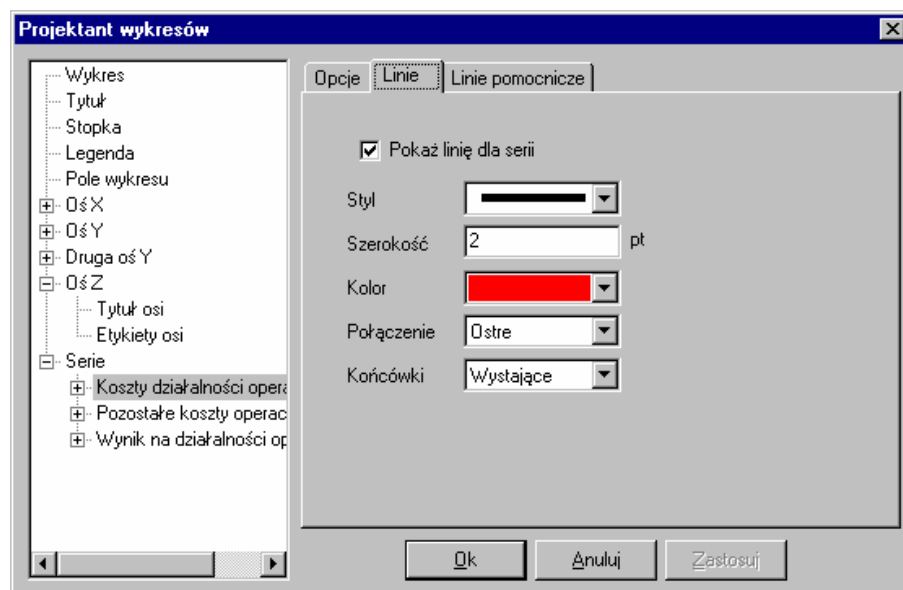 Projektant wykresów
Wykres
Tytuł
Stopka
Legenda
Pole wykresu
Oś X
Oś Y
Druga oś Y
Oś Z
Tytuł osi
Etykiety osi
Serie
Koszty działalności opera
Pozostałe koszty operac
Wynik na działalności op
Opcje
Linie
Linie pomocnicze
Pokaż linię dla serii
Styl
Szerokość 2 pt
Kolor
Połączenie Ostre
Końcówki Wystające
Ok
Anuluj
Zastosuj